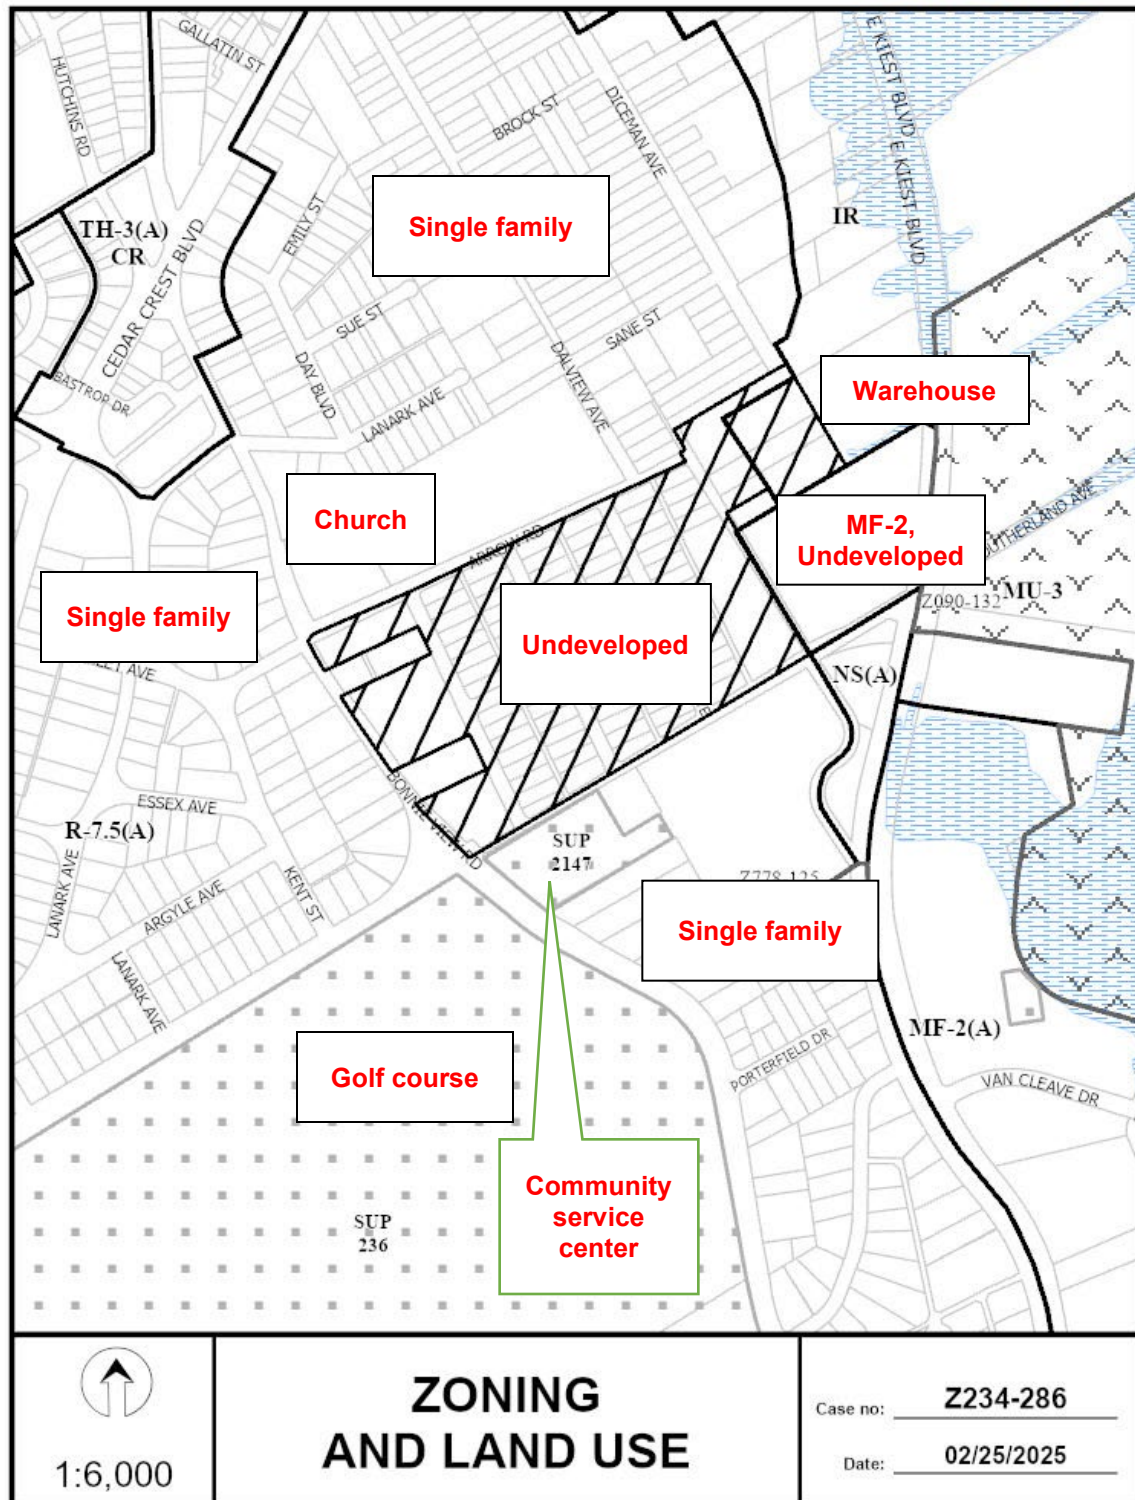 GALLATIN ST
HUTCHINS RD
BROCK ST
DICEMAN AVE
E KIEST BLVD
E KIEST BLVD
EMILY ST
Single family
IR
TH-3(A)
CR
CEDAR CREST BLVD
SUE ST
SANE ST
DAY BLVD
DALVIEW AVE
BASTROP DR
LANARK AVE
Warehouse
Church
ARROW RD
MF-2,
Undeveloped
SUTHERLAND AVE
Single family
Undeveloped
Z090-132
MU-3
NS(A)
ESSEX AVE
BONNIE VIEW RD
R-7.5(A)
SUP
2147
LANARK AVE
ARGYLE AVE
KENT ST
Z778-125
Single family
LANARK AVE
MF-2(A)
Golf course
PORTERFIELD DR
VAN CLEAVE DR
Community
service
center
SUP
236
1:6,000
ZONING
AND LAND USE
Case no: Z234-286
Date: 02/25/2025